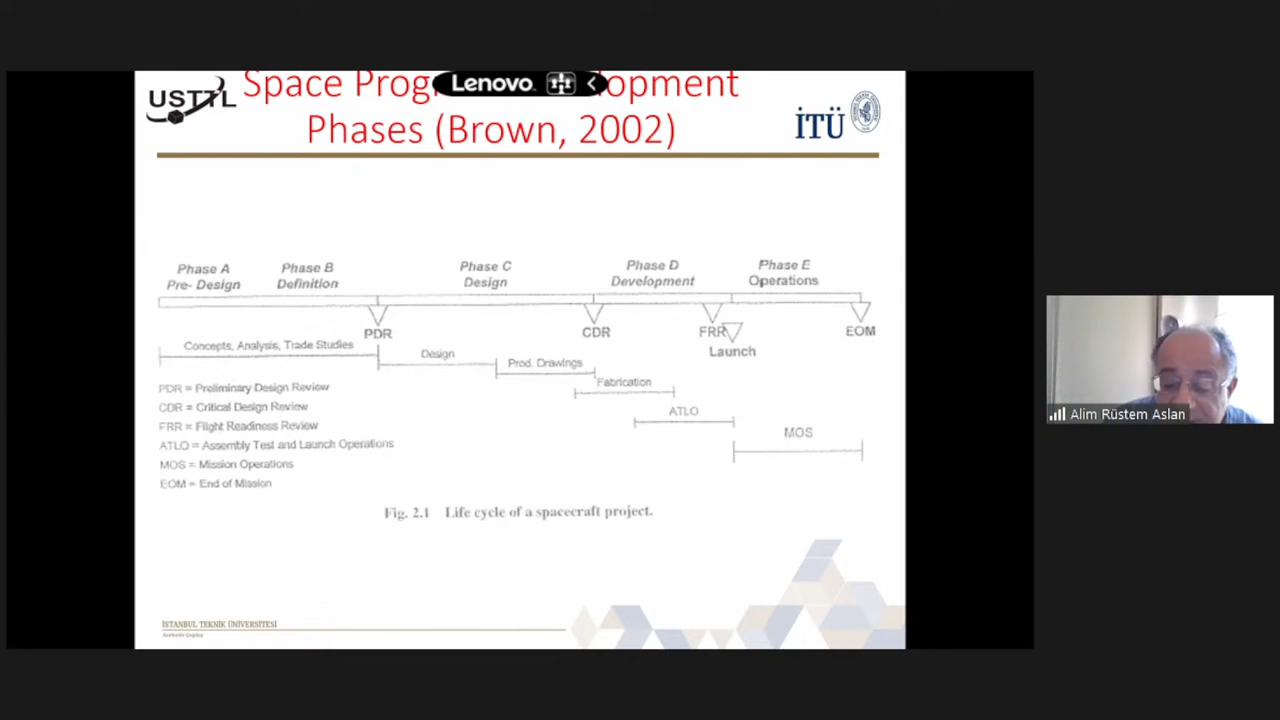 USTTL
Space Prog
Lenovo
opment
Phases (Brown, 2002)
İTÜ
Phase A
Pre- Design
Phase B
Definition
Phase C
Design
Phase D
Development
Phase E
Operations
PDR
CDR
FRR
Launch
EOM
Concepts, Analysis, Trade Studies
Design
Prod. Drawings
Fabrication
ATLO
MOS
PDR = Preliminary Design Review
CDR = Critical Design Review
FRR = Flight Readiness Review
ATLO = Assembly Test and Launch Operations
MOS = Mission Operations
EOM = End of Mission
Fig. 2.1 Life cycle of a spacecraft project.
İSTANBUL TEKNİK ÜNİVERSİTESİ
Alim Rüstem Aslan